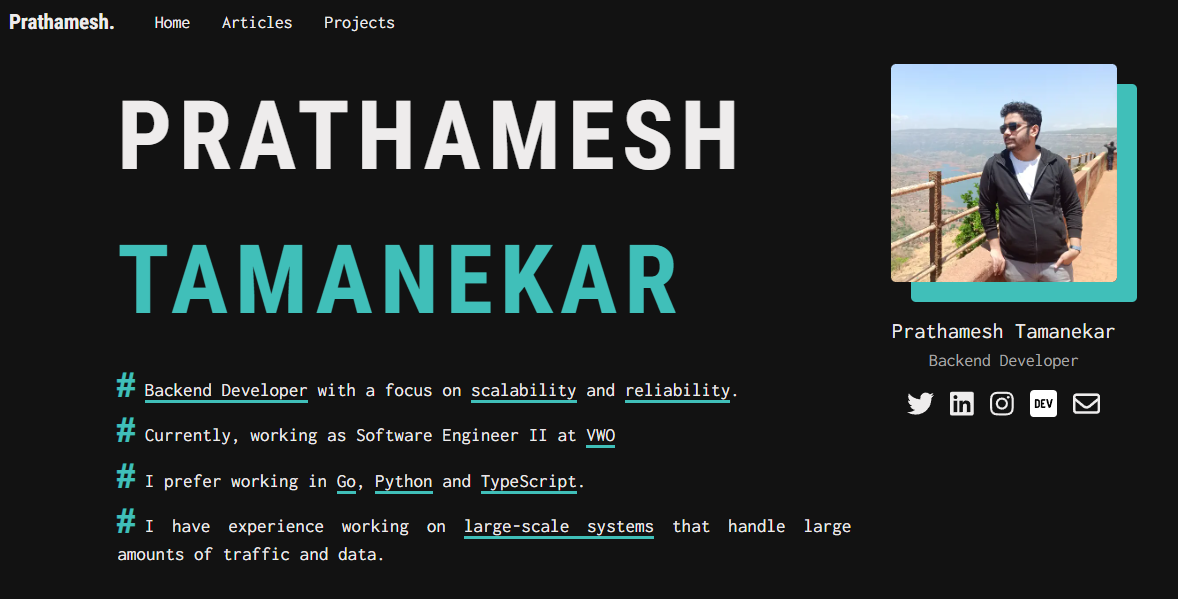 Prathamesh. Home Articles Projects
PRATHAMESH
TAMANEKAR
# Backend Developer with a focus on scalability and reliability.
# Currently, working as Software Engineer II at VWO
# I prefer working in Go, Python and TypeScript.
# I have experience working on large-scale systems that handle large
amounts of traffic and data.
Prathamesh Tamanekar
Backend Developer
DEV